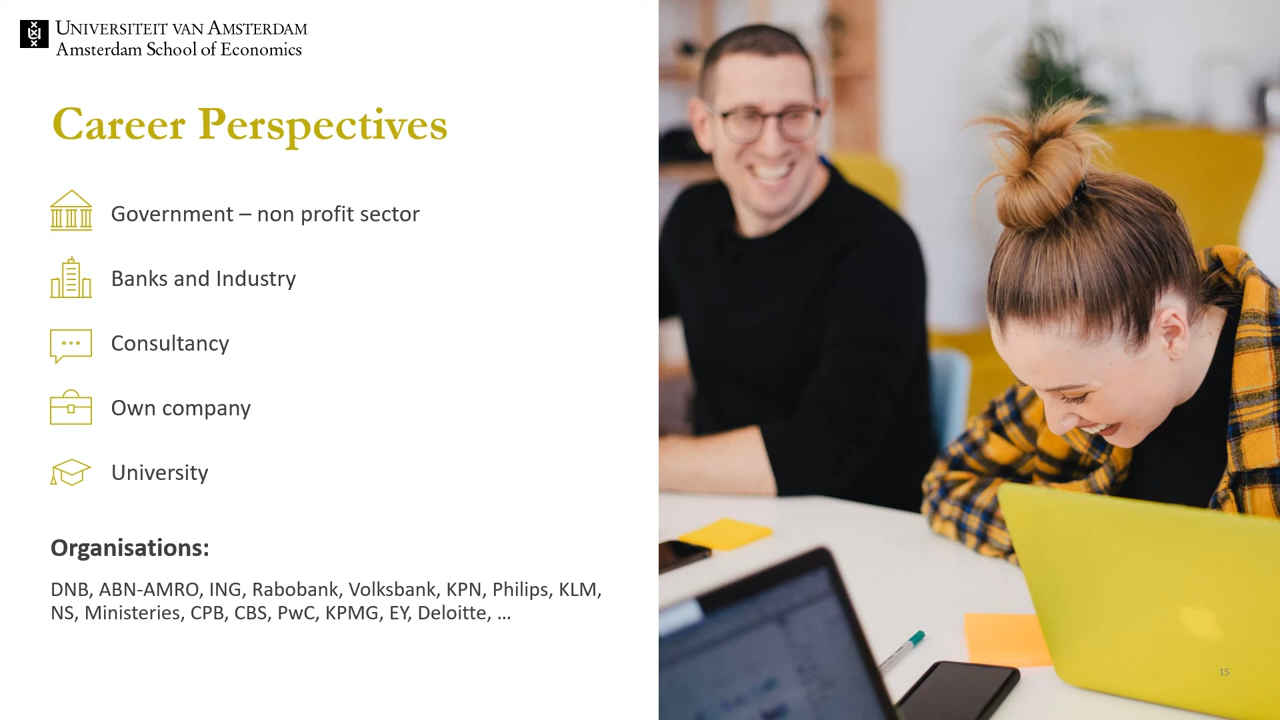 UNIVERSITEIT VAN AMSTERDAM
Amsterdam School of Economics
Career Perspectives
Government – non profit sector
Banks and Industry
Consultancy
Own company
University
Organisations:
DNB, ABN-AMRO, ING, Rabobank, Volksbank, KPN, Philips, KLM,
NS, Ministeries, CPB, CBS, PwC, KPMG, EY, Deloitte, ...
15